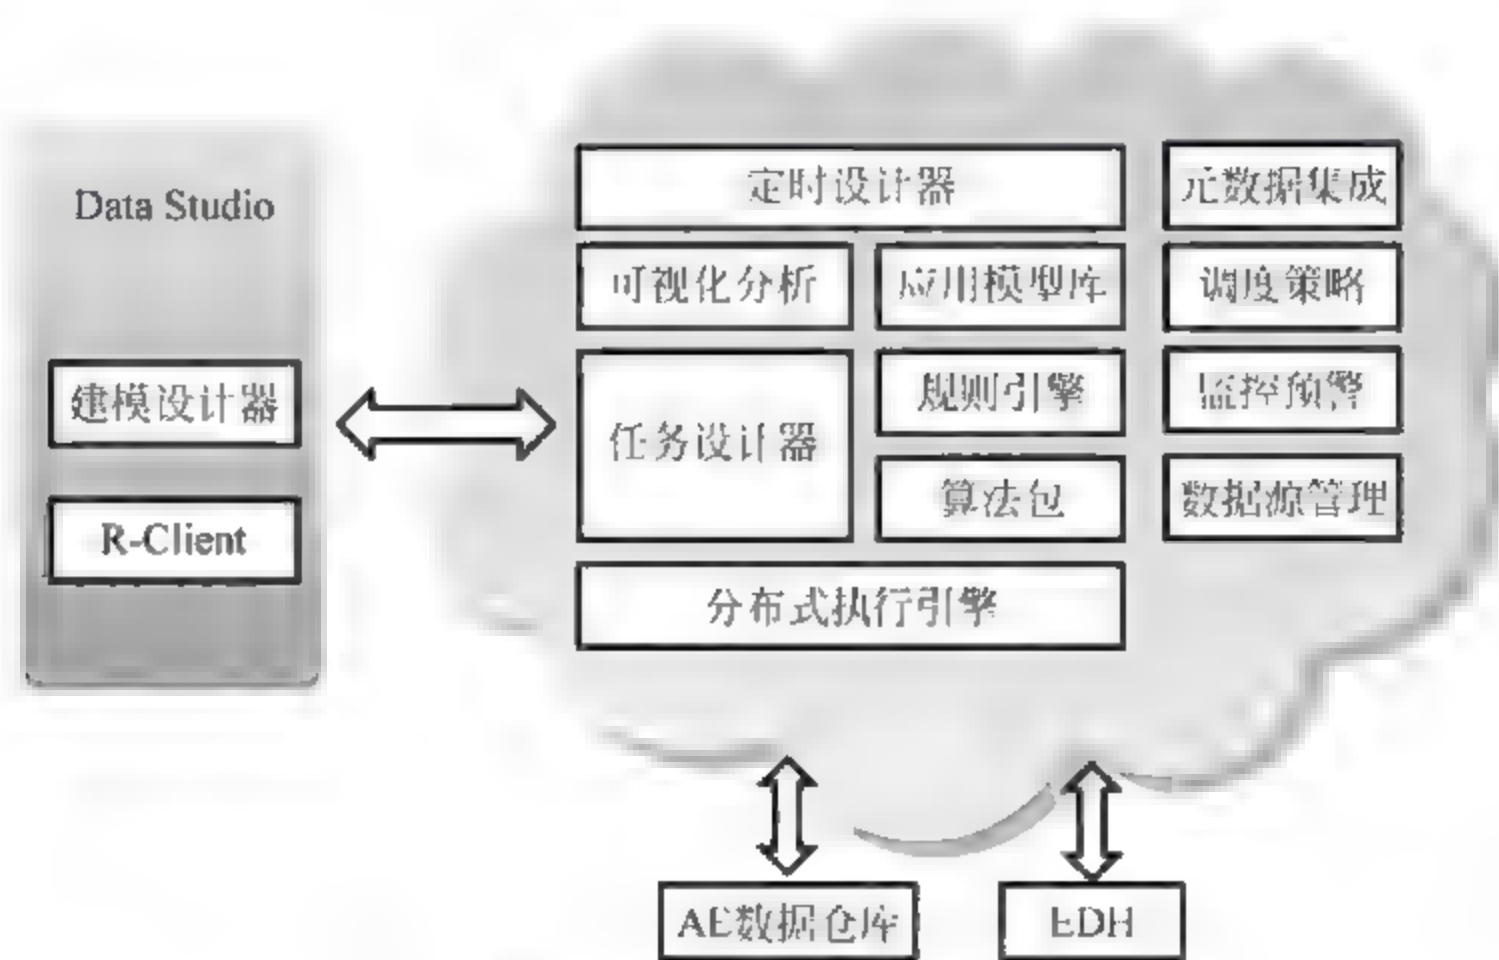 Data Studio
建模设计器
R-Client
定时设计器
元数据集成
可视化分析
应用模型库
调度策略
任务设计器
规则引擎
监控预警
算法包
数据源管理
分布式执行引擎
AE数据仓库
EDH